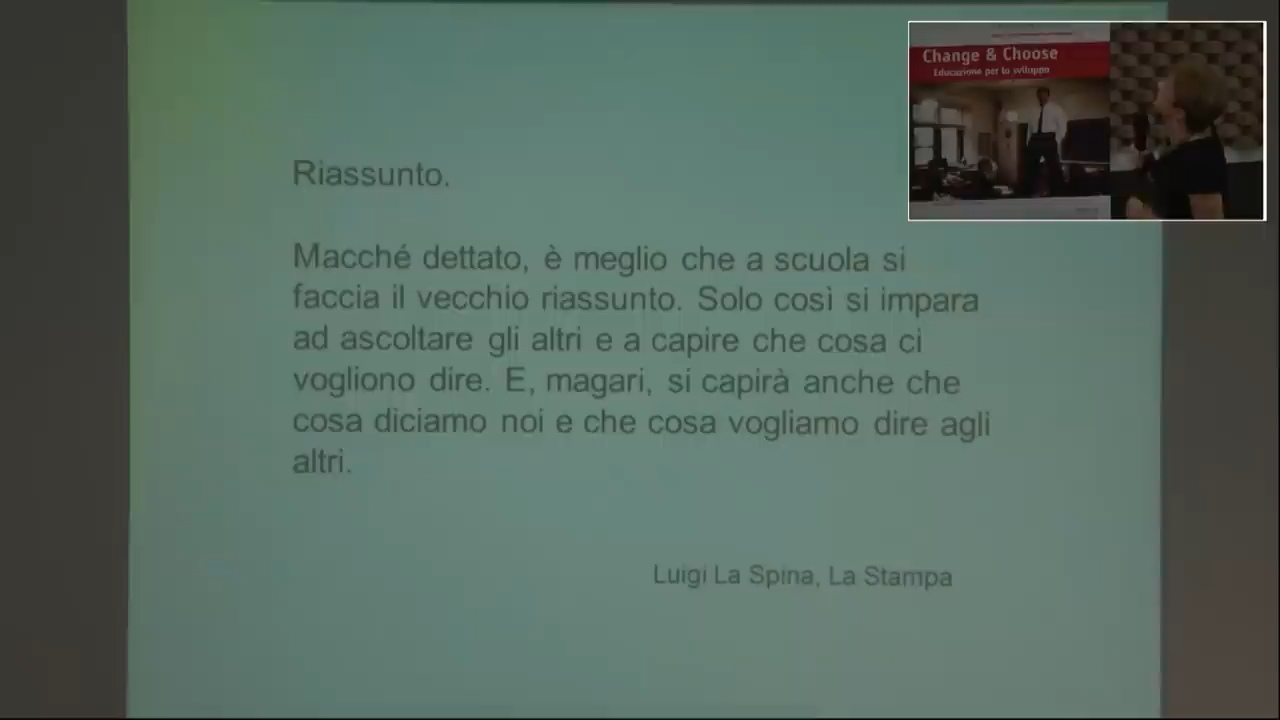 Change & Choose
Educazione per lo sviluppo
Riassunto.
Macché dettato, è meglio che a scuola si
faccia il vecchio riassunto. Solo così si impara
ad ascoltare gli altri e a capire che cosa ci
vogliono dire. E, magari, si capirà anche che
cosa diciamo noi e che cosa vogliamo dire agli
altri.
Luigi La Spina, La Stampa